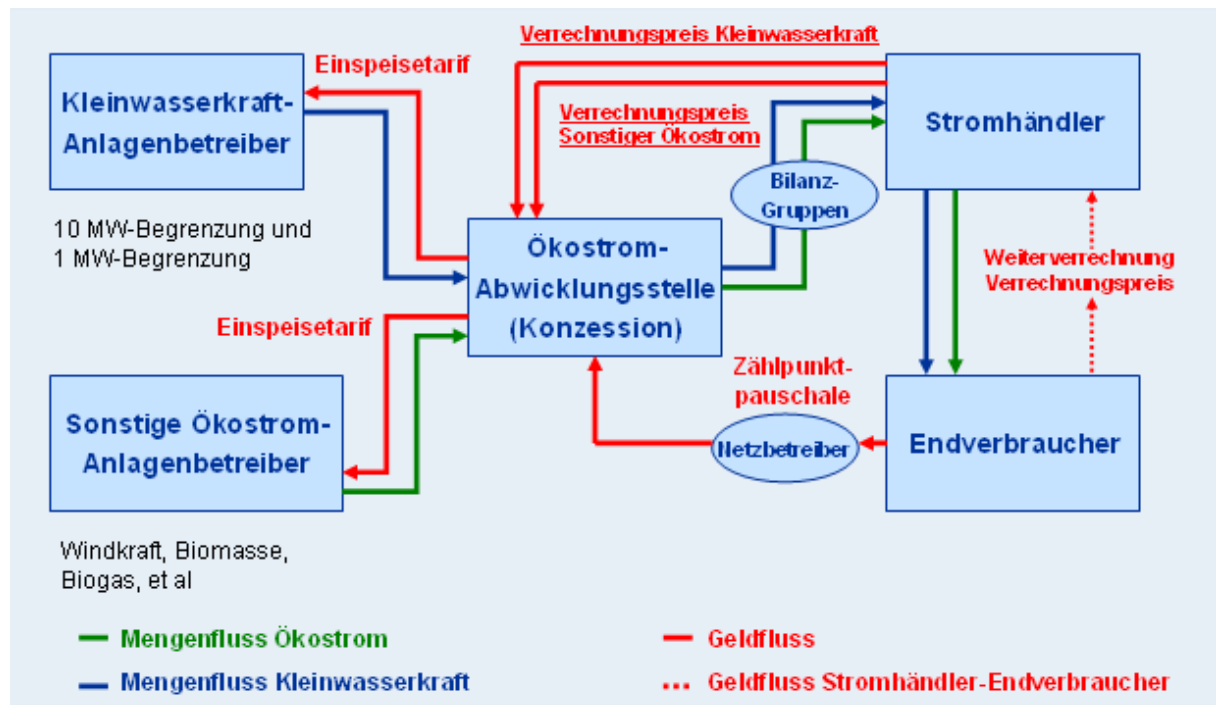 Verrechnungspreis Kleinwasserkraft
Einspeisetarif
Kleinwasserkraft-
Anlagenbetreiber
Verrechnungspreis
Sonstiger Ökostrom
Stromhändler
Bilanz-
Gruppen
10 MW-Begrenzung und
1 MW-Begrenzung
Ökostrom-
Abwicklungsstelle
(Konzession)
Weiterverrechnung
Verrechnungspreis
Einspeisetarif
Zählpunkt-
pauschale
Sonstige Ökostrom-
Anlagenbetreiber
Netzbetreiber
Endverbraucher
Windkraft, Biomasse,
Biogas, et al
Mengenfluss Ökostrom
Geldfluss
Mengenfluss Kleinwasserkraft
Geldfluss Stromhändler-Endverbraucher